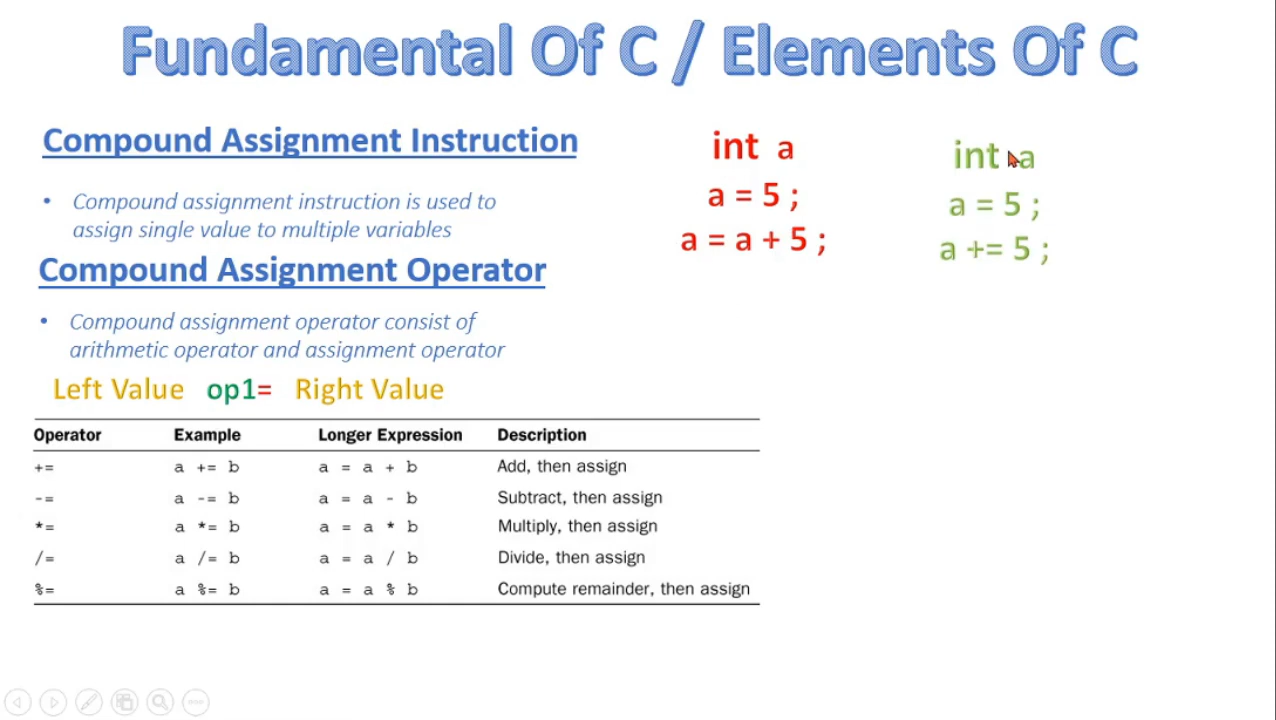 Fundamental Of C / Elements Of C
Compound Assignment Instruction
• Compound assignment instruction is used to
assign single value to multiple variables
Compound Assignment Operator
• Compound assignment operator consist of
arithmetic operator and assignment operator
Left Value op1= Right Value
Operator Example Longer Expression Description
+= a += b a = a + b Add, then assign
-= a -= b a = a - b Subtract, then assign
*= a *= b a = a * b Multiply, then assign
/= a /= b a = a / b Divide, then assign
%= a %= b a = a % b Compute remainder, then assign
int a
a = 5 ;
a = a + 5 ;
int a
a = 5 ;
a += 5 ;